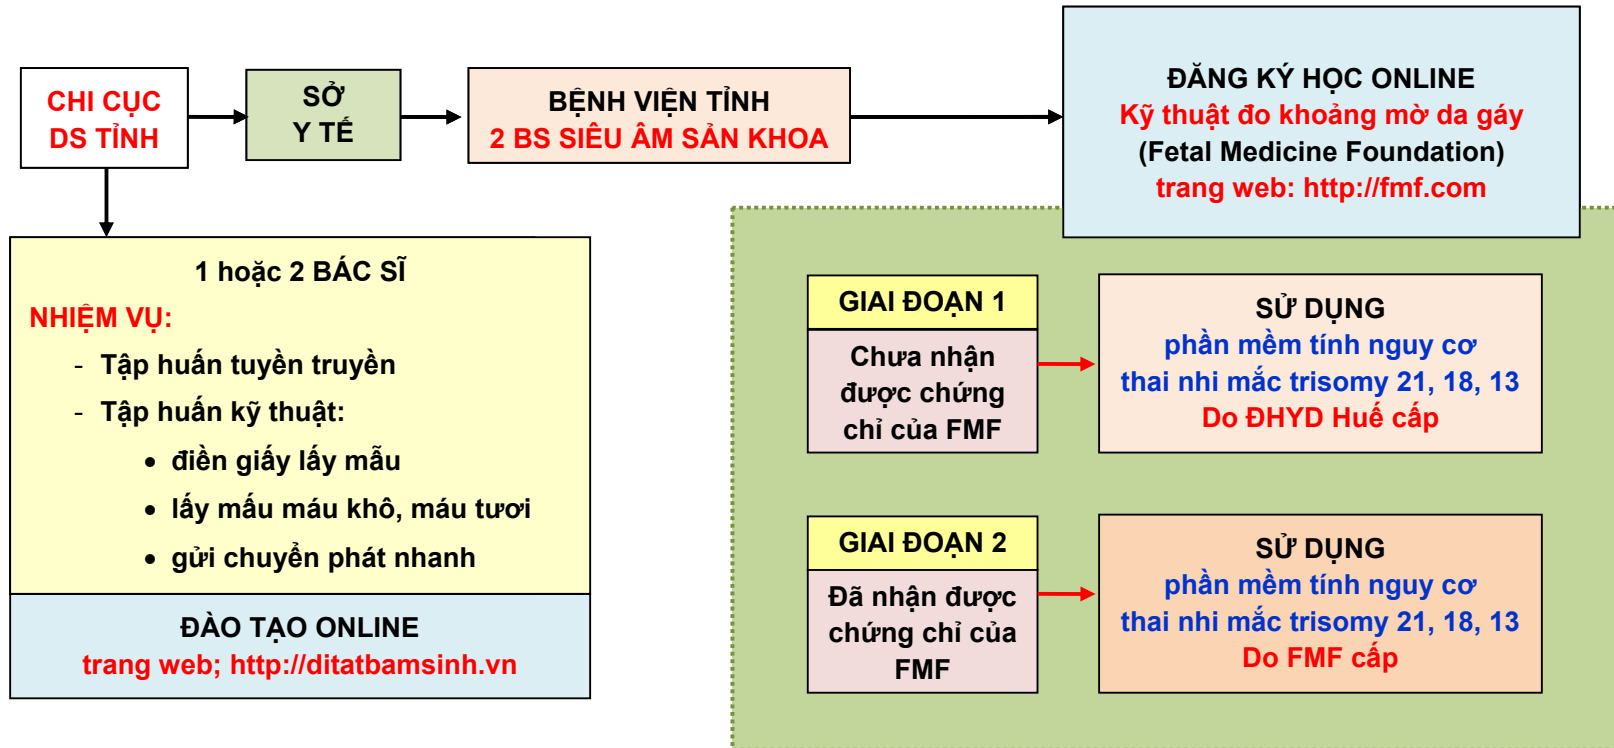 CHI CỤC
DS TỈNH
SỞ
Y TẾ
BỆNH VIỆN TỈNH
2 BS SIÊU ÂM SẢN KHOA
ĐĂNG KÝ HỌC ONLINE
Kỹ thuật đo khoảng mờ da gáy
(Fetal Medicine Foundation)
trang web: http://fmf.com
1 hoặc 2 BÁC SĨ
NHIỆM VỤ:
- Tập huấn tuyền truyền
- Tập huấn kỹ thuật:
• điền giấy lấy mẫu
• lấy mấu máu khô, máu tươi
• gửi chuyển phát nhanh
ĐÀO TẠO ONLINE
trang web; http://ditatbamsinh.vn
GIAI ĐOẠN 1
Chưa nhận
được chứng
chỉ của FMF
SỬ DỤNG
phần mềm tính nguy cơ
thai nhi mắc trisomy 21, 18, 13
Do ĐHYD Huế cấp
GIAI ĐOẠN 2
Đã nhận được
chứng chỉ của
FMF
SỬ DỤNG
phần mềm tính nguy cơ
thai nhi mắc trisomy 21, 18, 13
Do FMF cấp